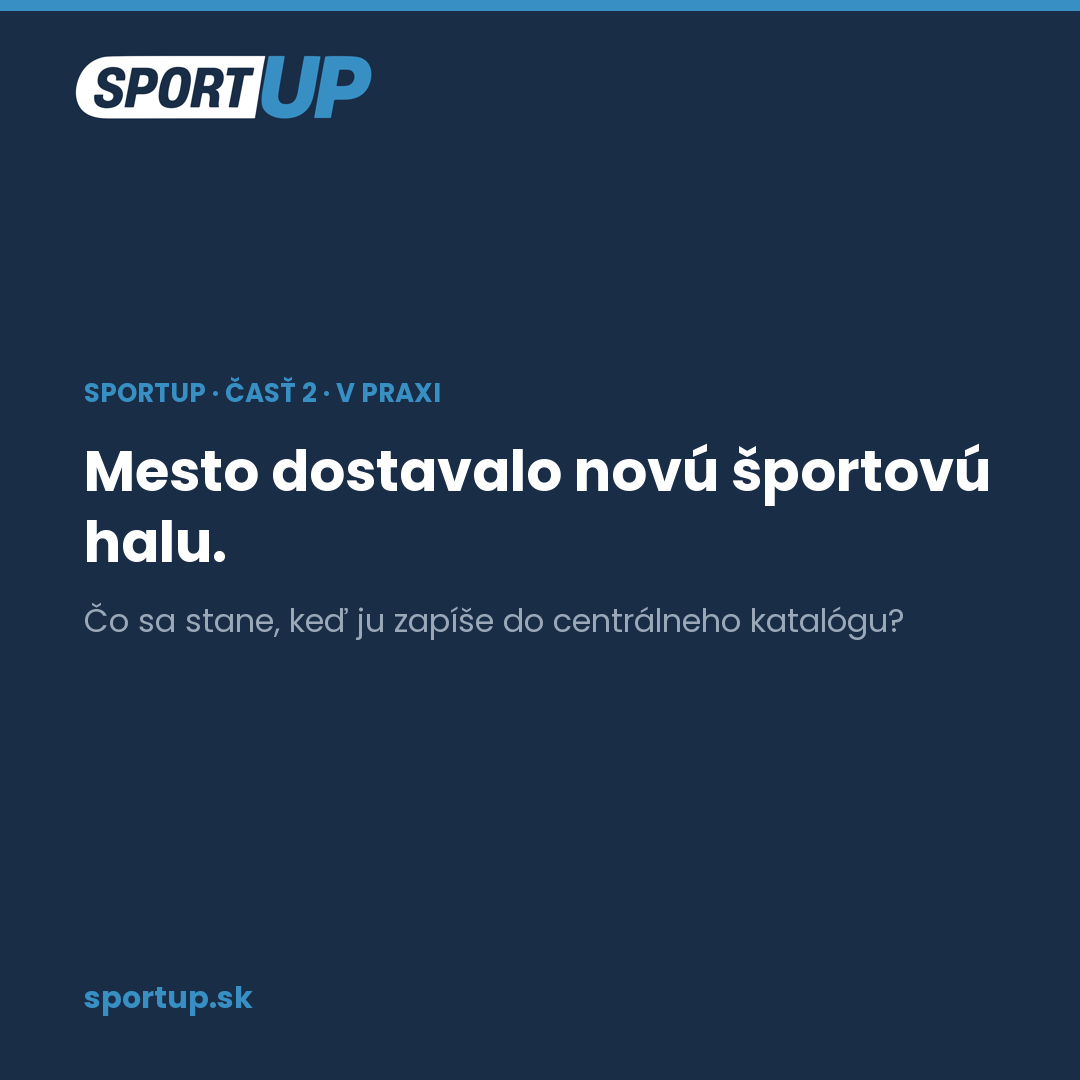 SPORTUP
SPORTUP · ČASŤ 2 · V PRAXI
Mesto dostavalo novú športovú
halu.
Čo sa stane, keď ju zapíše do centrálneho katalógu?
sportup.sk